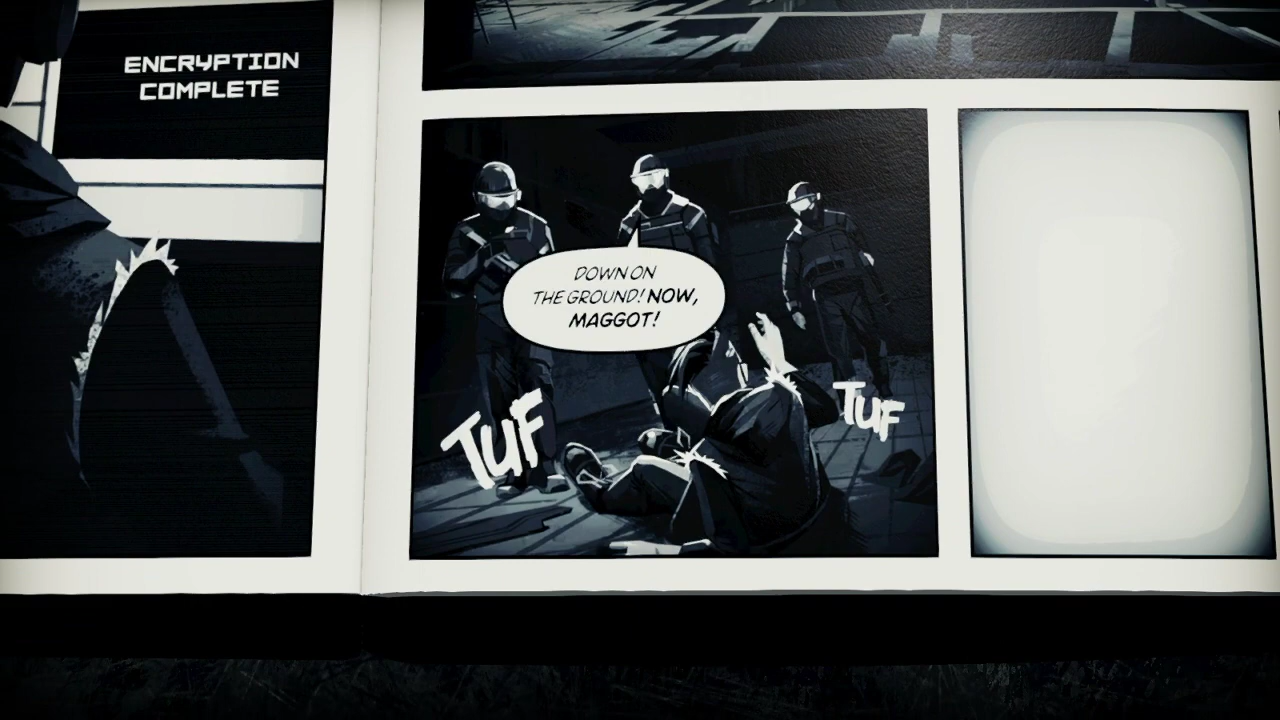 ENCRYPTION
COMPLETE
DOWN ON
THE GROUND! NOW,
MAGGOT!
TUF
TUF